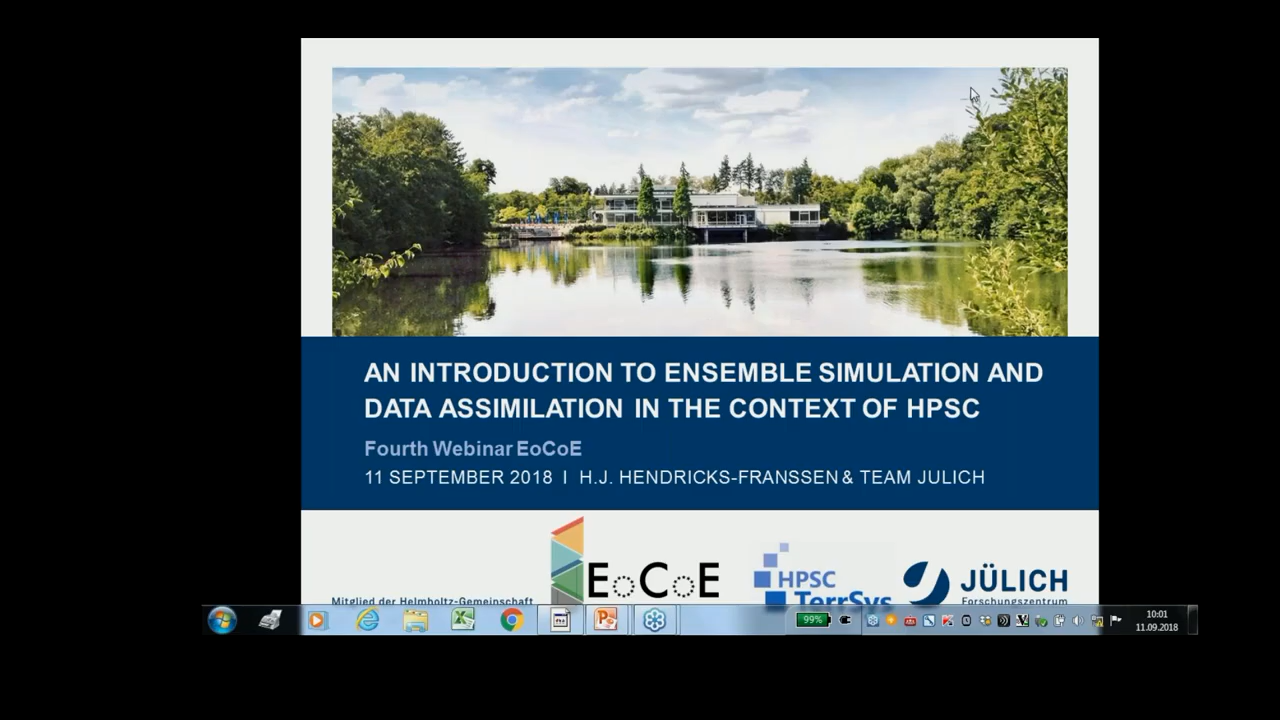 AN INTRODUCTION TO ENSEMBLE SIMULATION AND
DATA ASSIMILATION IN THE CONTEXT OF HPSC
Fourth Webinar EoCoE
11 SEPTEMBER 2018 I H.J. HENDRICKS-FRANSSEN & TEAM JULICH
EoCoE
HPSC
TerrSys
JÜLICH
Forschungszentrum
Mitglied der Helmholtz-Gemeinschaft
99%
10:01
11.09.2018